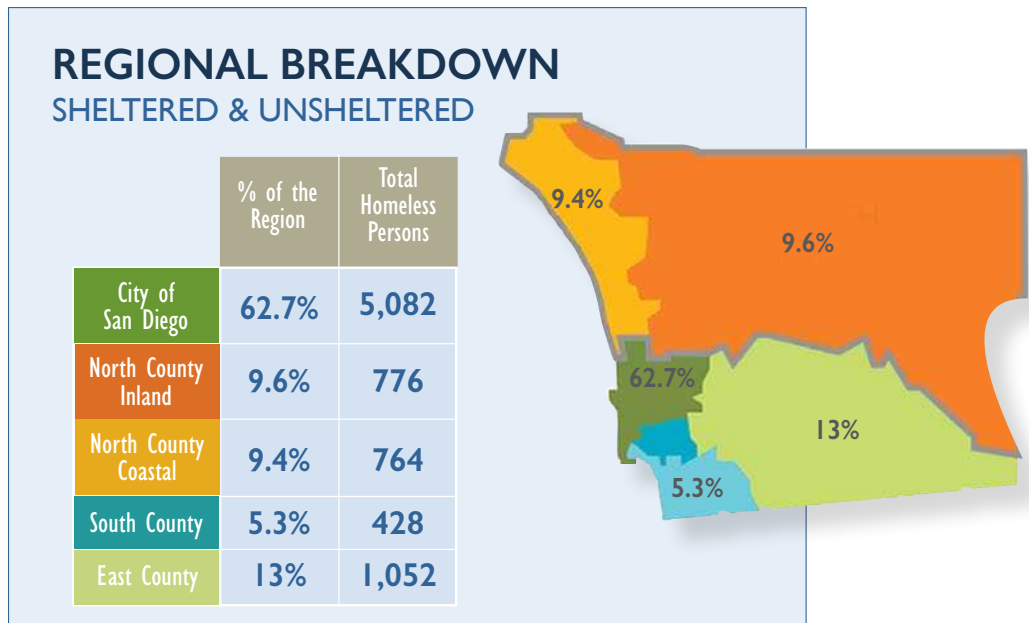 REGIONAL BREAKDOWN
SHELTERED & UNSHELTERED
% of the
Region
Total
Homeless
Persons
City of
San Diego
62.7%
5,082
North County
Inland
9.6%
776
North County
Coastal
9.4%
764
South County
5.3%
428
East County
13%
1,052
9.4%
9.6%
62.7%
13%
5.3%